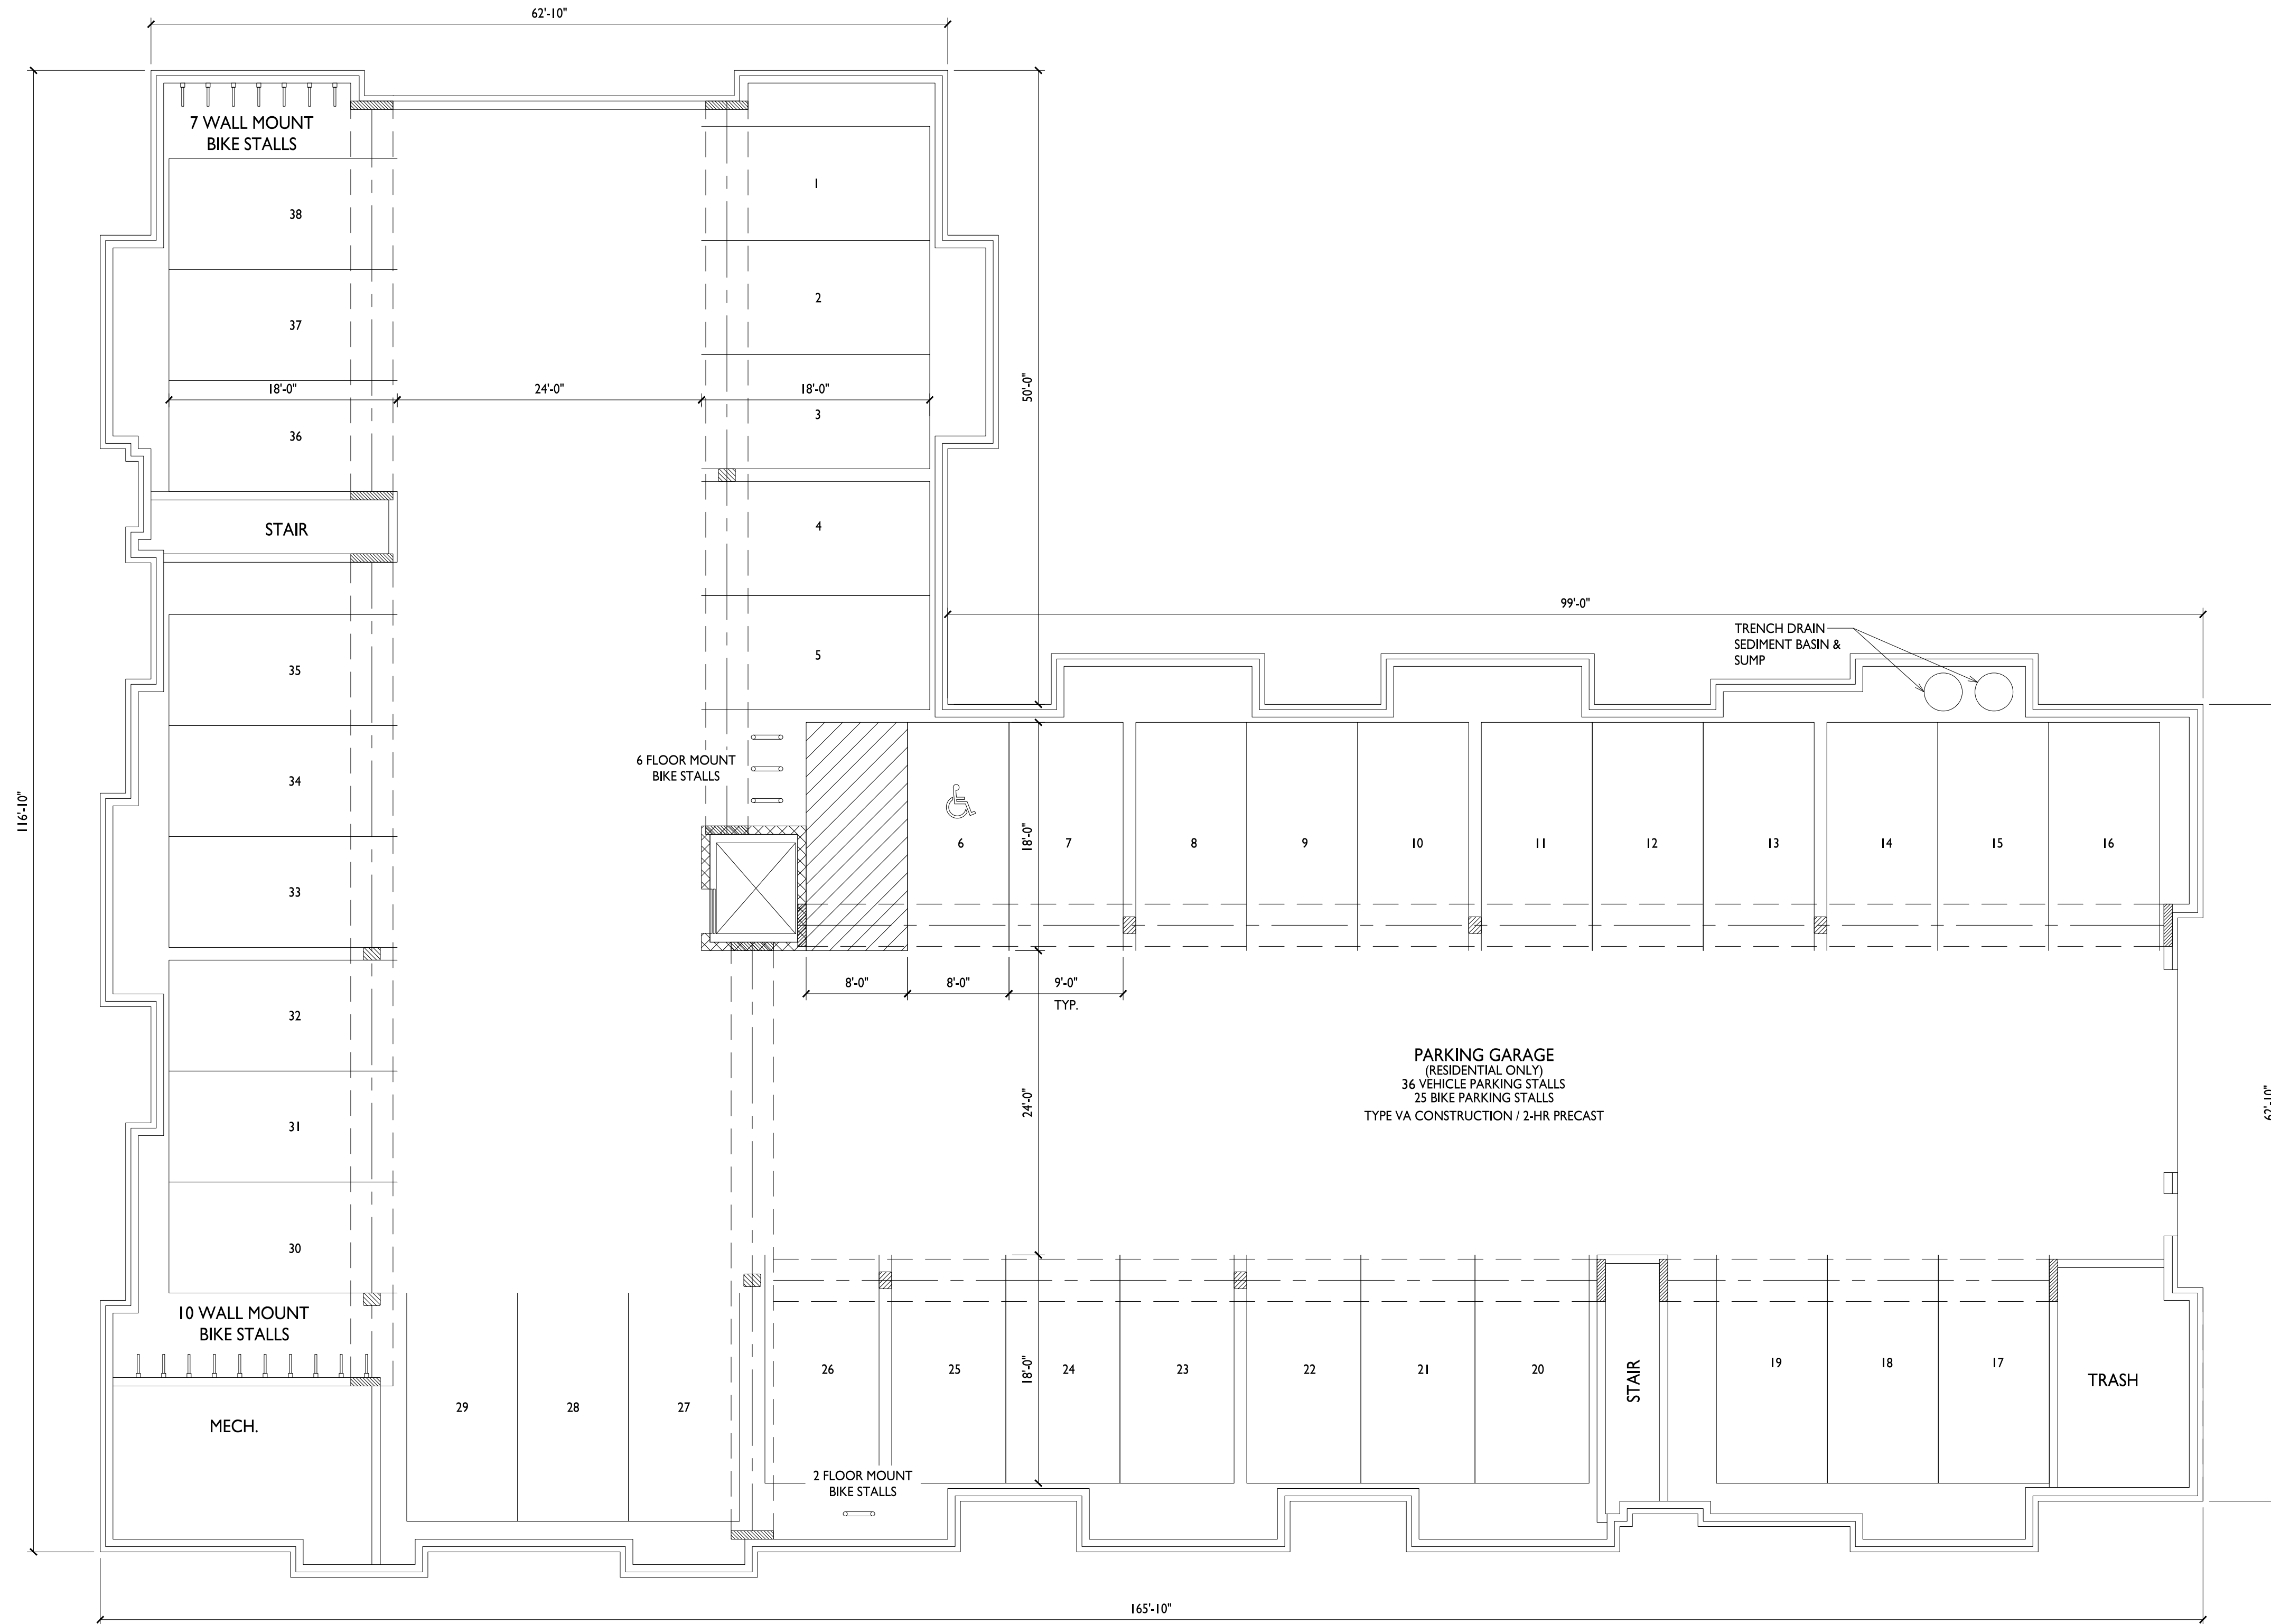 62'-10"
7 WALL MOUNT
BIKE STALLS
1
38
2
37
18'-0"
24'-0"
18'-0"
50'-0"
3
36
STAIR
4
99'-0"
TRENCH DRAIN
SEDIMENT BASIN &
SUMP
5
35
6 FLOOR MOUNT
BIKE STALLS
34
116'-10"
18'-0"
6
7
8
9
10
11
12
13
14
15
16
33
8'-0"
8'-0"
9'-0"
TYP.
32
PARKING GARAGE
(RESIDENTIAL ONLY)
36 VEHICLE PARKING STALLS
25 BIKE PARKING STALLS
TYPE VA CONSTRUCTION / 2-HR PRECAST
24'-0"
62'-10"
31
30
10 WALL MOUNT
BIKE STALLS
26
25
18'-0"
24
23
22
21
20
STAIR
19
18
17
TRASH
29
28
27
MECH.
2 FLOOR MOUNT
BIKE STALLS
165'-10"